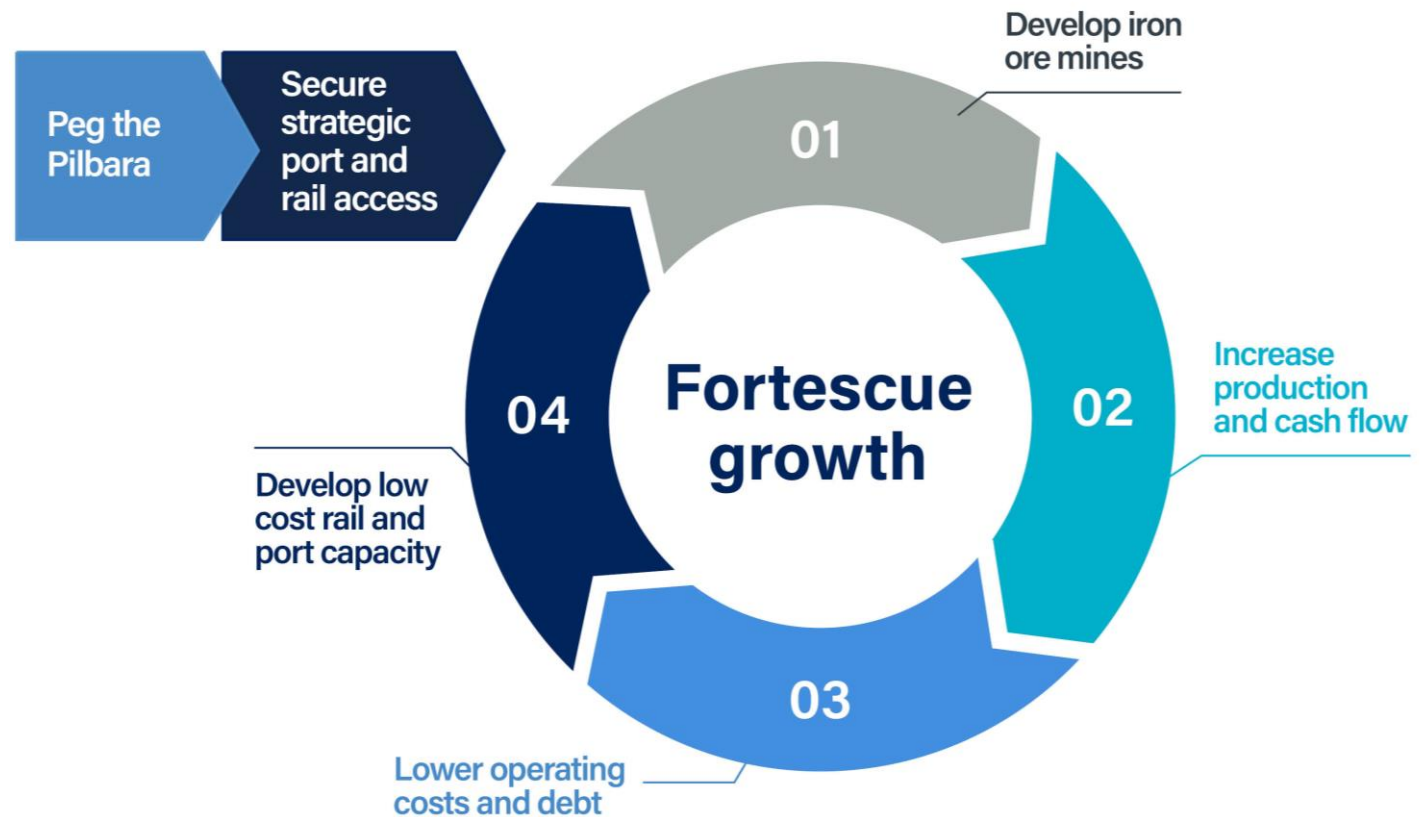 Peg the
Pilbara
Secure
strategic
port and
rail access
Develop iron
ore mines
01
Increase
production
and cash flow
02
Lower operating
costs and debt
03
Develop low
cost rail and
port capacity
04
Fortescue
growth